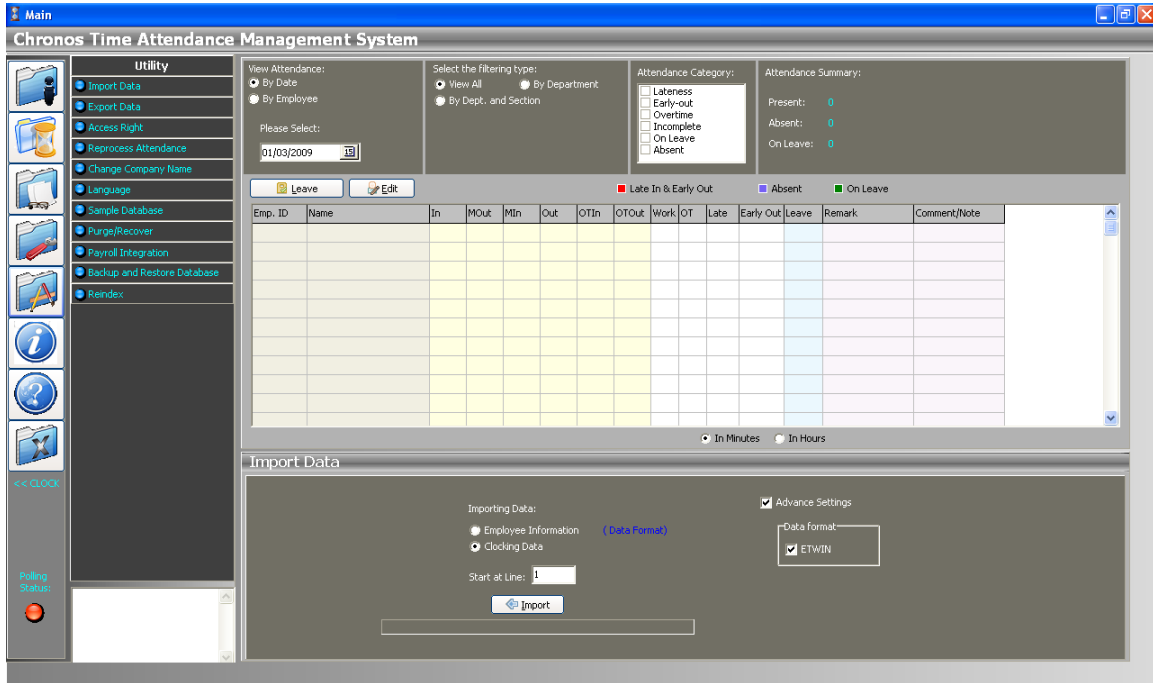 Main
Chronos Time Attendance Management System
Utility
Import Data
Export Data
Access Right
Reprocess Attendance
Change Company Name
Language
Sample Database
Purge/Recover
Payroll Integration
Backup and Restore Database
Reindex
<< CLOCK
Polling
Status:
View Attendance:
By Date
By Employee
Please Select:
01/03/2009 15
Select the filtering type:
View All By Department
By Dept. and Section
Attendance Category:
Lateness
Early-out
Overtime
Incomplete
On Leave
Absent
Attendance Summary:
Present: 0
Absent: 0
On Leave: 0
Leave Edit Late In & Early Out Absent On Leave
Emp. ID Name In MOut MIn Out OTIn OTOut Work OT Late Early Out Leave Remark Comment/Note
In Minutes In Hours
Import Data
Importing Data:
Employee Information ( Data Format)
Clocking Data
Start at Line: 1
Import
Advance Settings
Data format
ETWIN